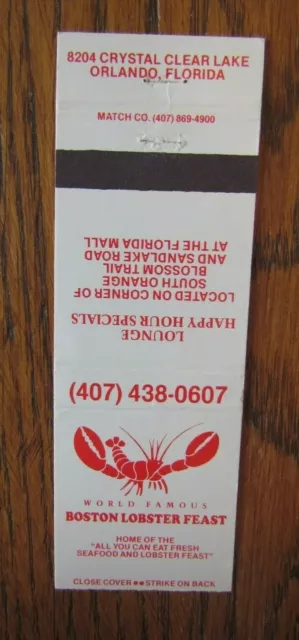 8204 CRYSTAL CLEAR LAKE
ORLANDO, FLORIDA
MATCH CO. (407) 869-4900
LOUNGE
HAPPY HOUR SPECIALS
LOCATED ON CORNER OF
SOUTH ORANGE
BLOSSOM TRAIL
AND SANDLAKE ROAD
AT THE FLORIDA MALL
(407) 438-0607
WORLD FAMOUS
BOSTON LOBSTER FEAST
HOME OF THE
"ALL YOU CAN EAT FRESH
SEAFOOD AND LOBSTER FEAST"
CLOSE COVER ●● STRIKE ON BACK